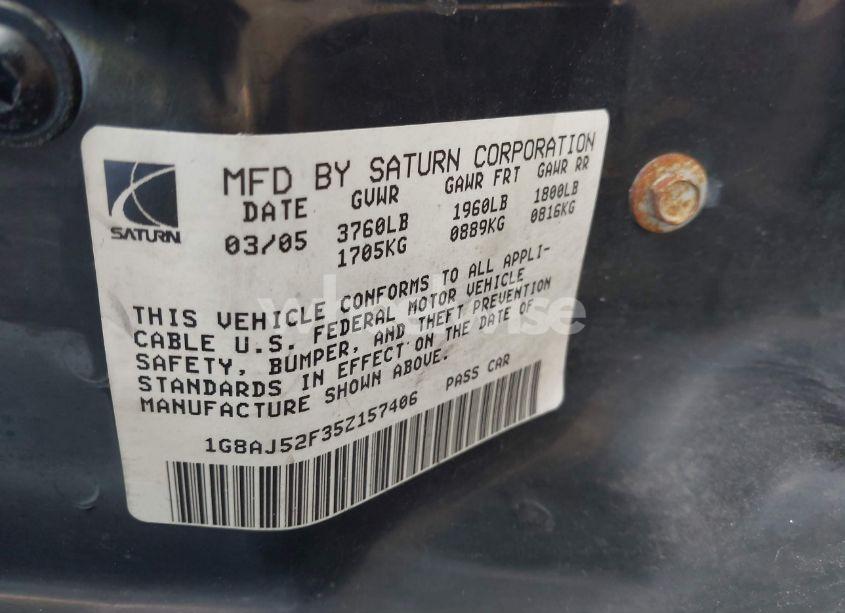 MFD BY SATURN CORPORATION
DATE GVWR GAWR FRT GAWR RR
03/05 3760LB 1960LB 1800LB
1705KG 0889KG 0816KG
SATURN
THIS VEHICLE CONFORMS TO ALL APPLI-
CABLE U.S. FEDERAL MOTOR VEHICLE
SAFETY, BUMPER, AND THEFT PREVENTION
STANDARDS IN EFFECT ON THE DATE OF
MANUFACTURE SHOWN ABOVE.
1G8AJ52F35Z157406 PASS CAR